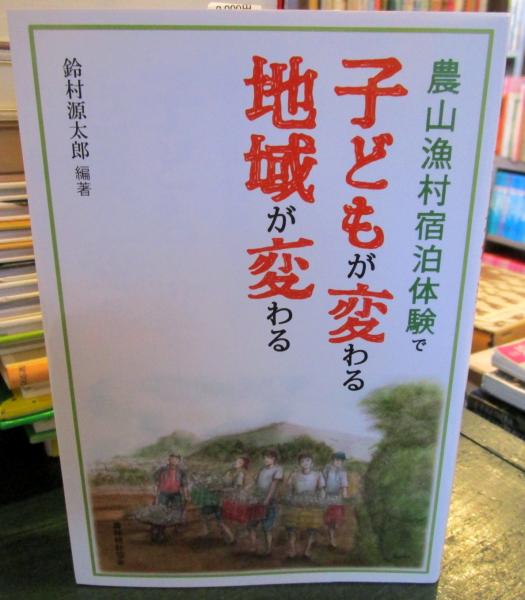 農山漁村宿泊体験で
子どもが変わる
地域が変わる
鈴村源太郎 編著